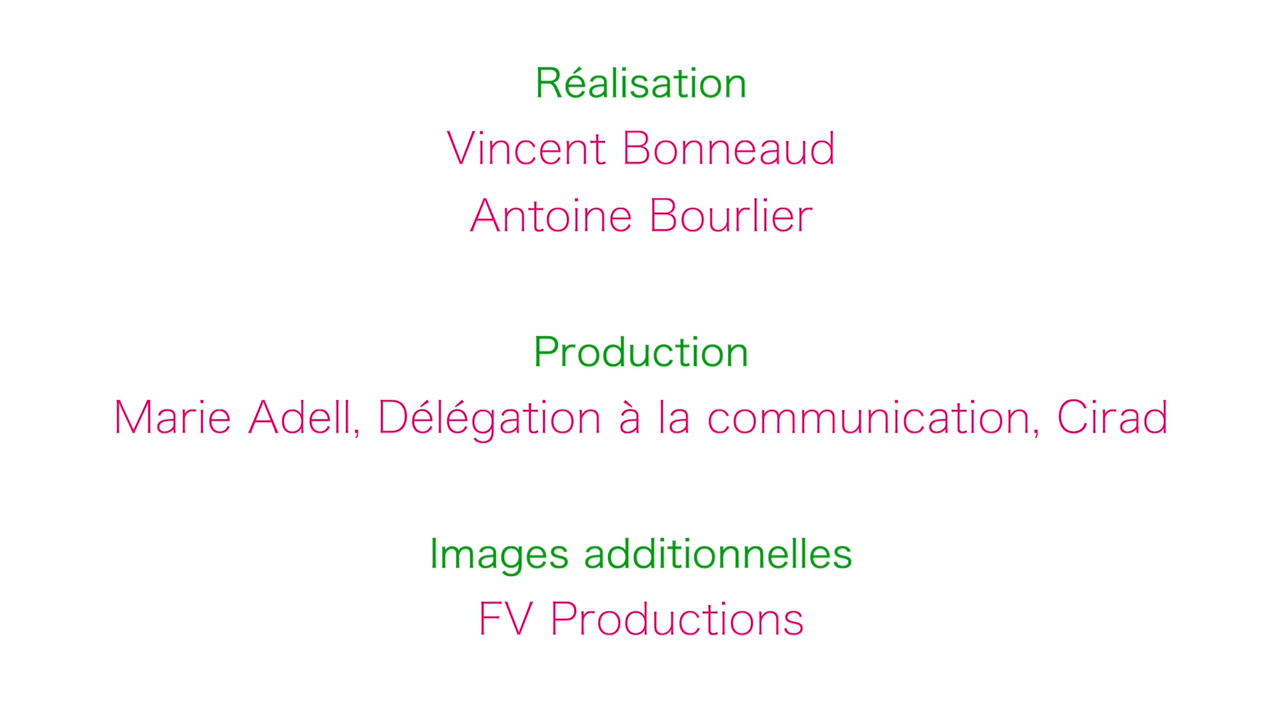 Réalisation
Vincent Bonneaud
Antoine Bourlier
Production
Marie Adell, Délégation à la communication, Cirad
Images additionnelles
FV Productions